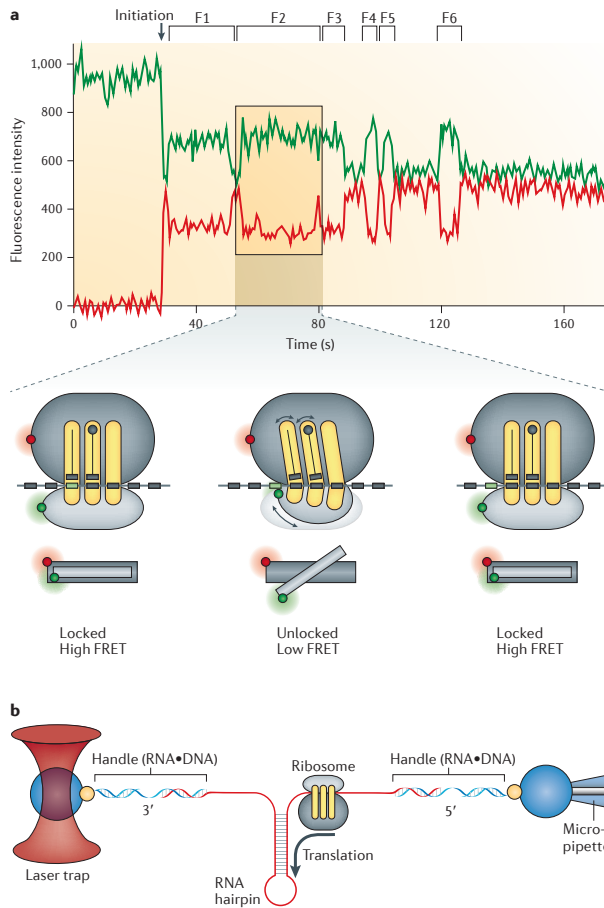 a
Initiation
F1 F2 F3 F4 F5 F6
1,000
800
600
400
200
0
Fluorescence intensity
0 40 80 120 160
Time (s)
Locked
High FRET
Unlocked
Low FRET
Locked
High FRET
b
Handle (RNA•DNA)
3′
Ribosome
Handle (RNA•DNA)
5′
Laser trap
Translation
RNA
hairpin
Micro-
pipette